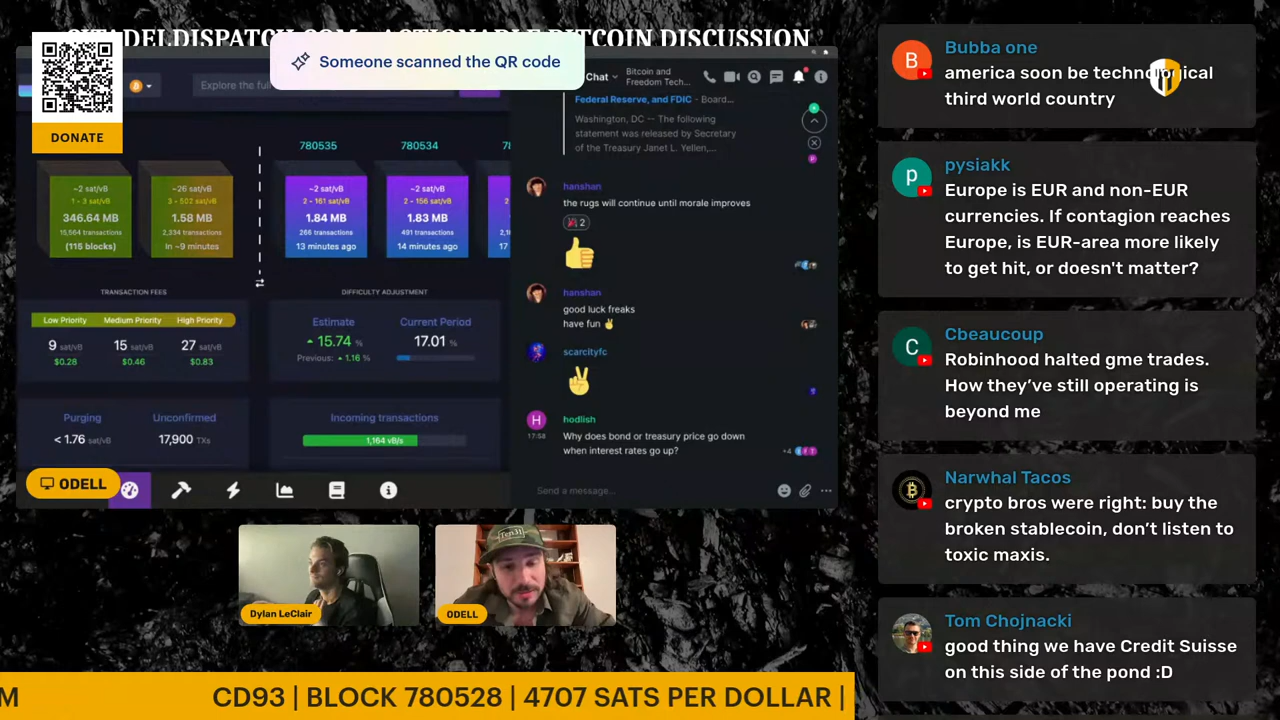 CITADELDISPATCH.COM - ACTIONABLE BITCOIN DISCUSSION
DONATE
Someone scanned the QR code
Explore the full
780535
780534
78
~2 sat/vB
1 - 3 sat/vB
346.64 MB
15,564 transactions
(115 blocks)
~26 sat/vB
3 - 502 sat/vB
1.58 MB
2,334 transactions
In ~9 minutes
~2 sat/vB
2 - 161 sat/vB
1.84 MB
266 transactions
13 minutes ago
~2 sat/vB
2 - 156 sat/vB
1.83 MB
491 transactions
14 minutes ago
17
TRANSACTION FEES
Low Priority
Medium Priority
High Priority
9 sat/vB
15 sat/vB
27 sat/vB
$0.28
$0.46
$0.83
DIFFICULTY ADJUSTMENT
Estimate
Current Period
15.74 %
17.01 %
Previous: 1.16 %
Purging
Unconfirmed
< 1.76 sat/vB
17,900 TXs
Incoming transactions
1,164 vB/s
ODELL
Chat
Bitcoin and
Freedom Tech...
Federal Reserve, and FDIC - Board...
Washington, DC -- The following
statement was released by Secretary
of the Treasury Janet L. Yellen,...
hanshan
the rugs will continue until morale improves
2
hanshan
good luck freaks
have fun ✌
scarcityfc
H
hodlish
17:58
Why does bond or treasury price go down
when interest rates go up?
+4
Send a message...
Ten31
Dylan LeClair
ODELL
M
CD93 | BLOCK 780528 | 4707 SATS PER DOLLAR |
B
Bubba one
america soon be technological
third world country
p
pysiakk
Europe is EUR and non-EUR
currencies. If contagion reaches
Europe, is EUR-area more likely
to get hit, or doesn't matter?
C
Cbeaucoup
Robinhood halted gme trades.
How they’ve still operating is
beyond me
Narwhal Tacos
crypto bros were right: buy the
broken stablecoin, don’t listen to
toxic maxis.
Tom Chojnacki
good thing we have Credit Suisse
on this side of the pond :D